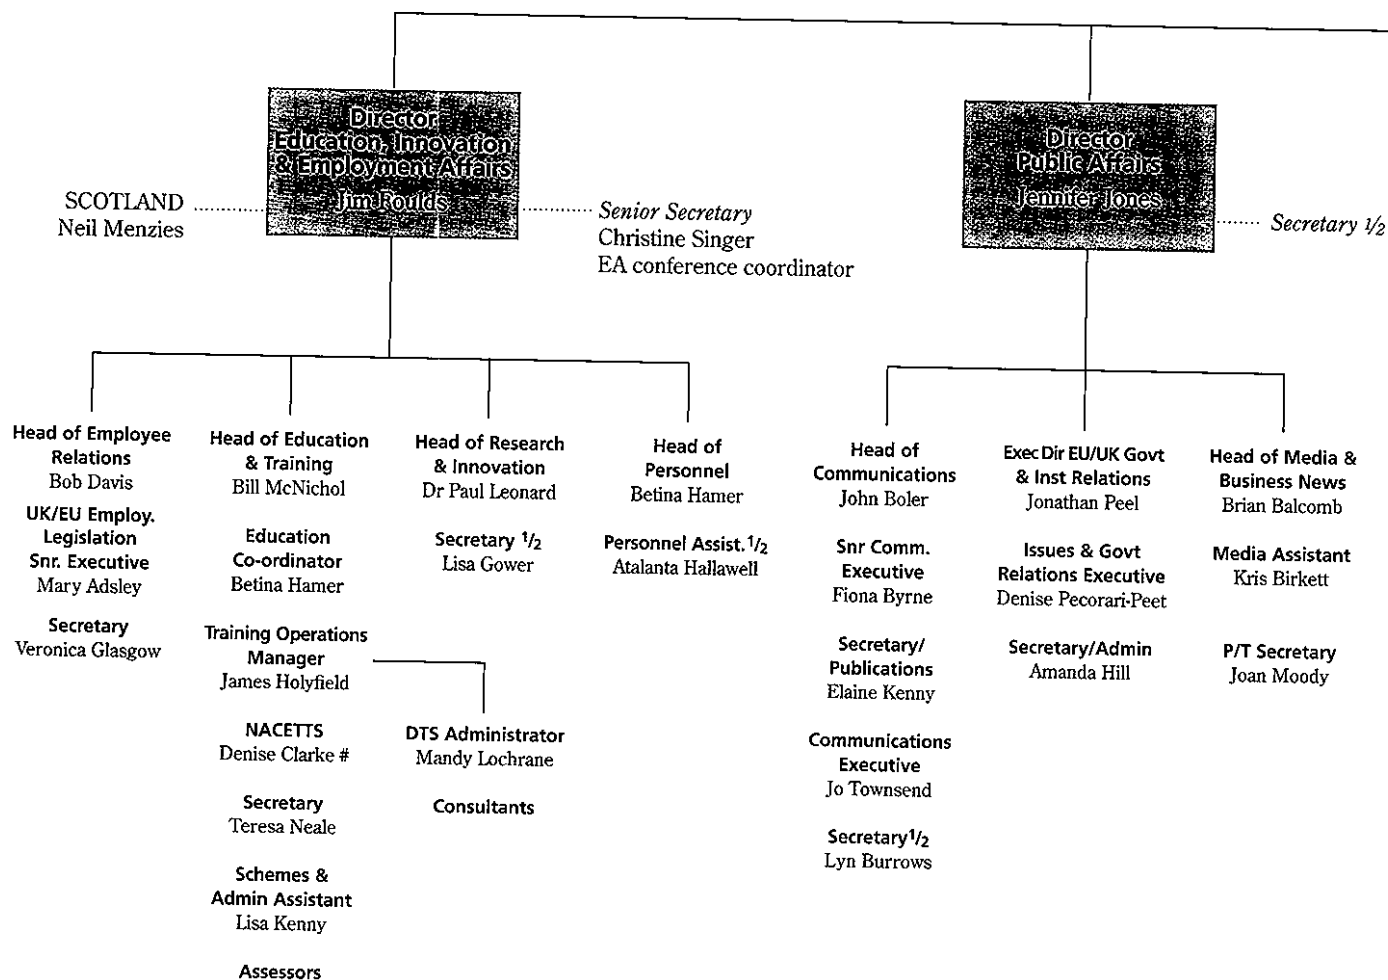 Director
Education, Innovation
& Employment Affairs
Jim Foulds
SCOTLAND
Neil Menzies
Senior Secretary
Christine Singer
EA conference coordinator
Director
Public Affairs
Jennifer Jones
Secretary 1/2
Head of Employee
Relations
Bob Davis
UK/EU Employ.
Legislation
Snr. Executive
Mary Adsley
Secretary
Veronica Glasgow
Head of Education
& Training
Bill McNichol
Education
Co-ordinator
Betina Hamer
Training Operations
Manager
James Holyfield
NACETTS
Denise Clarke #
Secretary
Teresa Neale
Schemes &
Admin Assistant
Lisa Kenny
Assessors
Head of Research
& Innovation
Dr Paul Leonard
Secretary 1/2
Lisa Gower
DTS Administrator
Mandy Lochrane
Consultants
Head of
Personnel
Betina Hamer
Personnel Assist. 1/2
Atalanta Hallawell
Head of
Communications
John Boler
Snr Comm.
Executive
Fiona Byrne
Secretary/
Publications
Elaine Kenny
Communications
Executive
Jo Townsend
Secretary 1/2
Lyn Burrows
Exec Dir EU/UK Govt
& Inst Relations
Jonathan Peel
Issues & Govt
Relations Executive
Denise Pecorari-Peet
Secretary/Admin
Amanda Hill
Head of Media &
Business News
Brian Balcomb
Media Assistant
Kris Birkett
P/T Secretary
Joan Moody